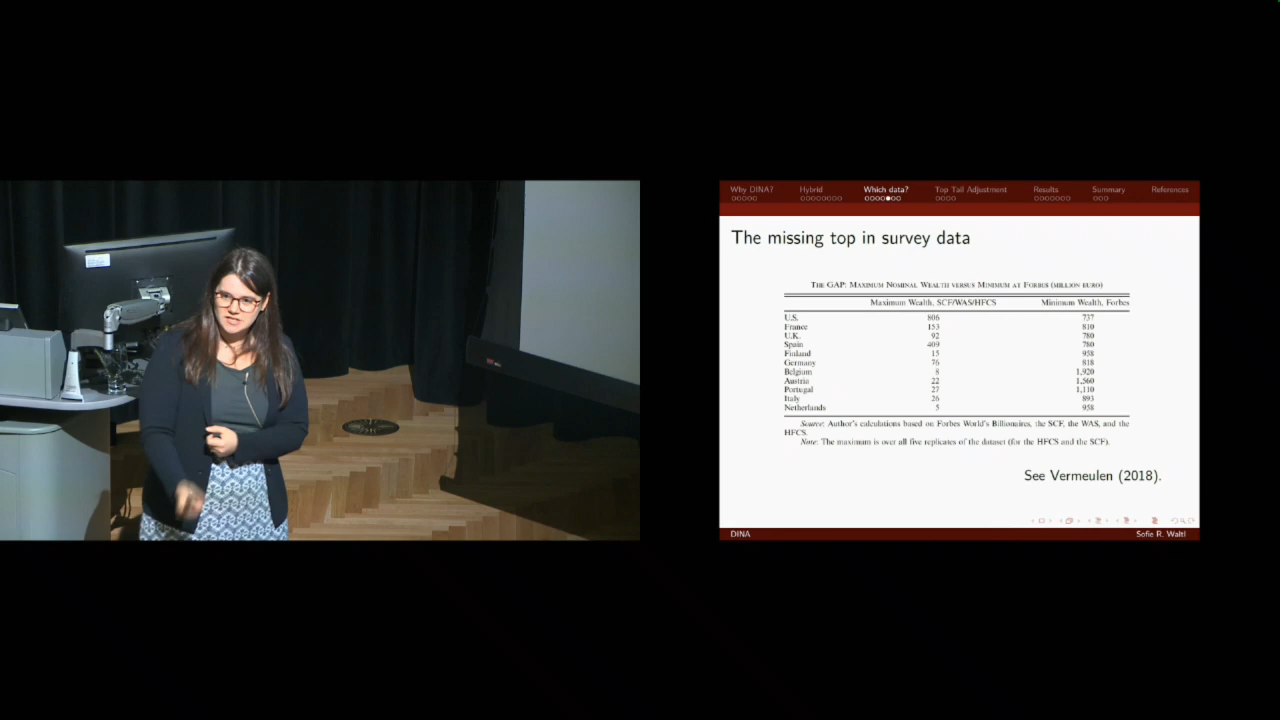 Why DINA? Hybrid Which data? Top Tail Adjustment Results Summary References
The missing top in survey data
The GAP: Maximum Nominal Wealth versus Minimum at Forbes (million euro)
Maximum Wealth, SCF/WAS/HFCS Minimum Wealth, Forbes
U.S. 806 737
France 153 810
U.K. 92 780
Spain 409 780
Finland 15 958
Germany 76 818
Belgium 8 1,920
Austria 22 1,560
Portugal 27 1,110
Italy 26 893
Netherlands 5 958
Source: Author's calculations based on Forbes World's Billionaires, the SCF, the WAS, and the
HFCS.
Note: The maximum is over all five replicates of the dataset (for the HFCS and the SCF).
See Vermeulen (2018).
DINA Sofie R. Waltl